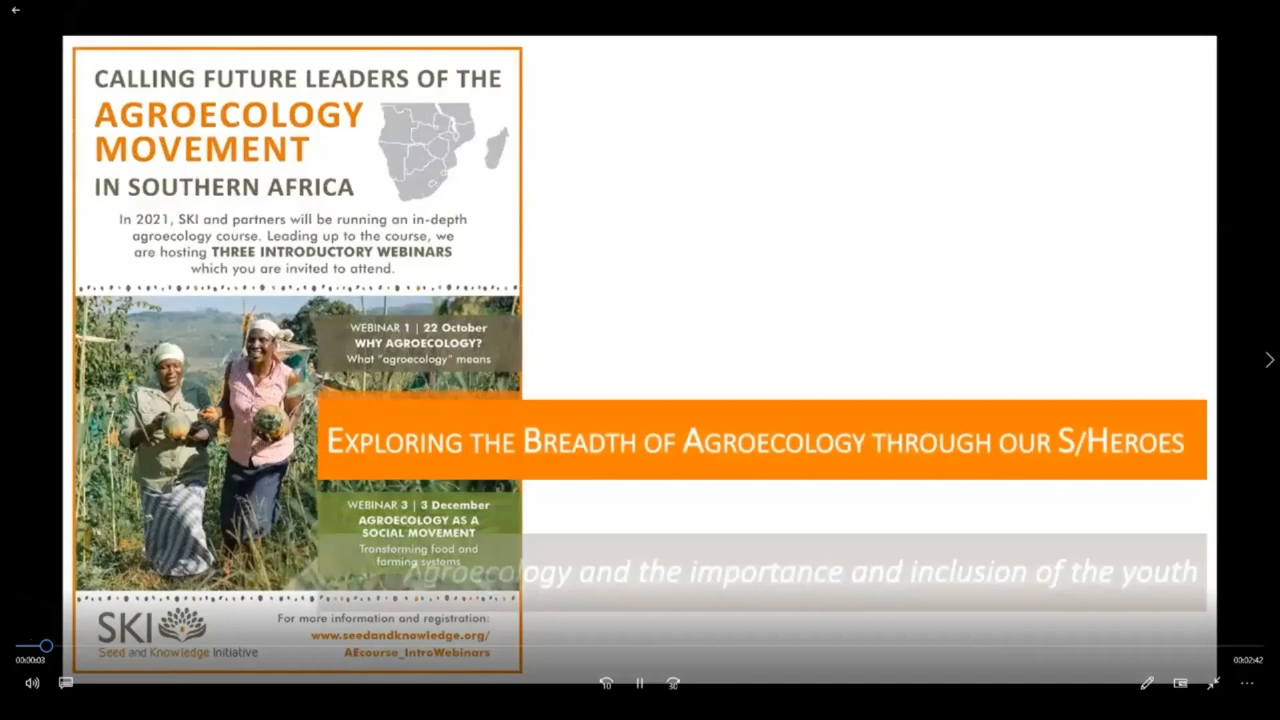 CALLING FUTURE LEADERS OF THE
AGROECOLOGY
MOVEMENT
IN SOUTHERN AFRICA
In 2021, SKI and partners will be running an in-depth
agroecology course. Leading up to the course, we
are hosting THREE INTRODUCTORY WEBINARS
which you are invited to attend.
WEBINAR 1 | 22 October
WHY AGROECOLOGY?
What "agroecology" means
EXPLORING THE BREADTH OF AGROECOLOGY THROUGH OUR S/HEROES
WEBINAR 3 | 3 December
AGROECOLOGY AS A
SOCIAL MOVEMENT
Transforming food and
farming systems
Agroecology and the importance and inclusion of the youth
SKI
Seed and Knowledge Initiative
For more information and registration:
www.seedandknowledge.org/
AEcourse_IntroWebinars
00:00:03
00:02:42
10
30